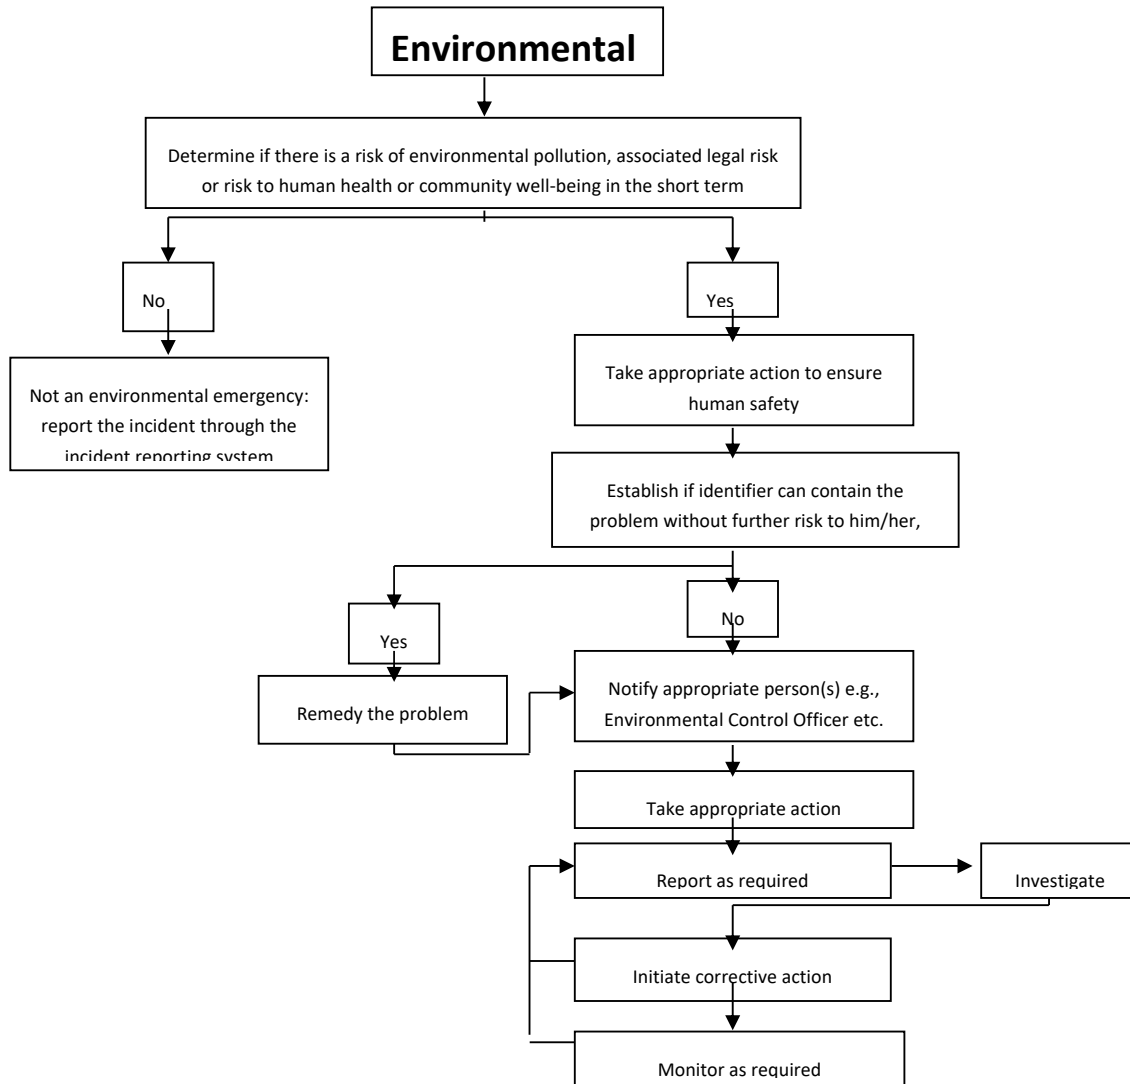 Environmental
Determine if there is a risk of environmental pollution, associated legal risk
or risk to human health or community well-being in the short term
No
Yes
Not an environmental emergency:
report the incident through the
incident reporting system
Take appropriate action to ensure
human safety
Establish if identifier can contain the
problem without further risk to him/her,
Yes
No
Remedy the problem
Notify appropriate person(s) e.g.,
Environmental Control Officer etc.
Take appropriate action
Report as required
Investigate
Initiate corrective action
Monitor as required